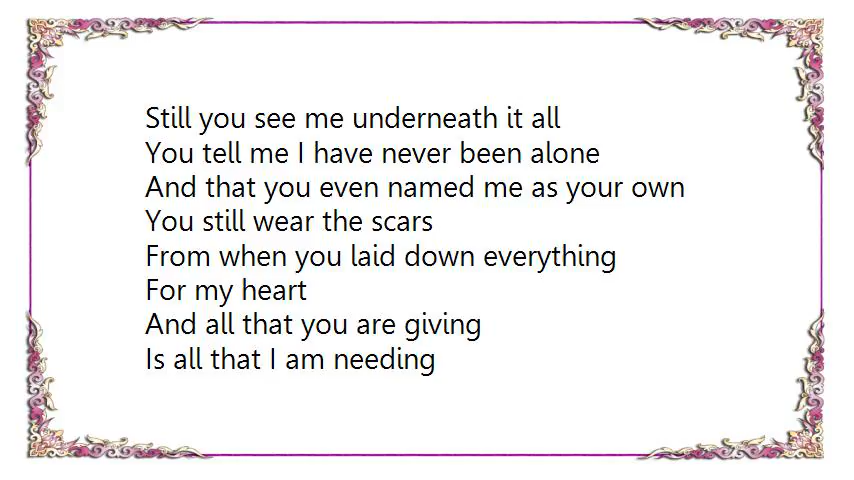 Still you see me underneath it all
You tell me I have never been alone
And that you even named me as your own
You still wear the scars
From when you laid down everything
For my heart
And all that you are giving
Is all that I am needing